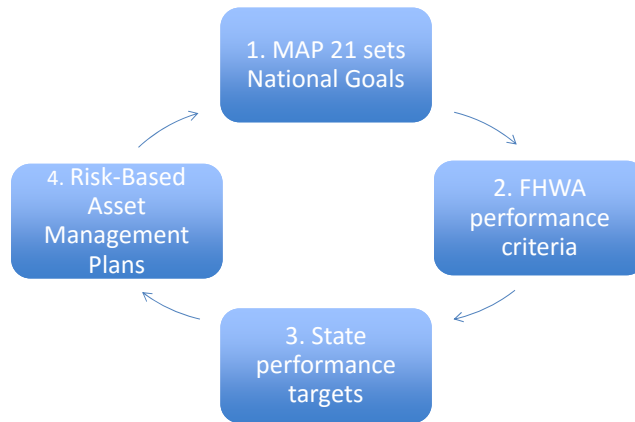 1. MAP 21 sets
National Goals
2. FHWA
performance
criteria
3. State
performance
targets
4. Risk-Based
Asset
Management
Plans